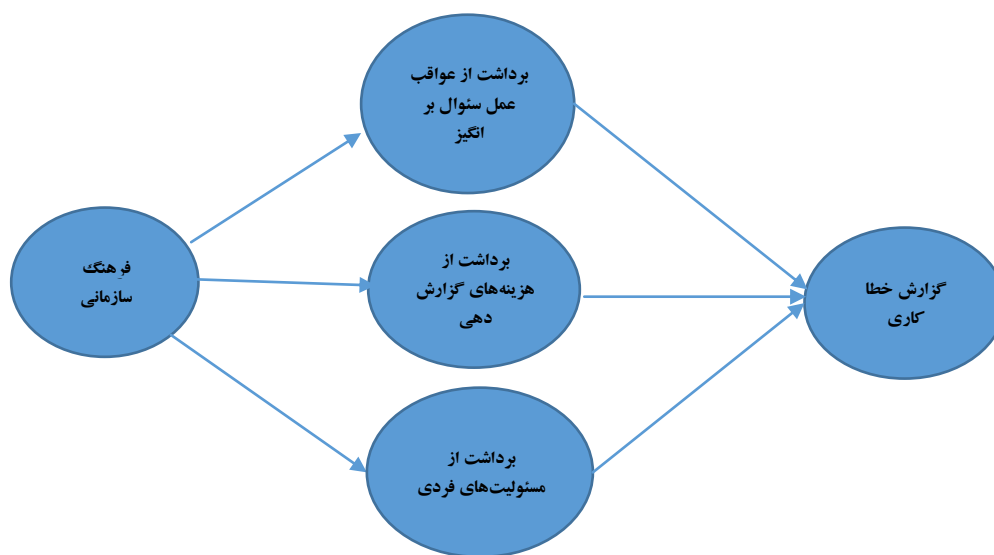 برداشت از عواقب
عمل سئوال بر
انگیز
فرهنگ
سازمانی
برداشت از
هزینه‌های گزارش
دهی
گزارش خطا
کاری
برداشت از
مسئولیت‌های فردی